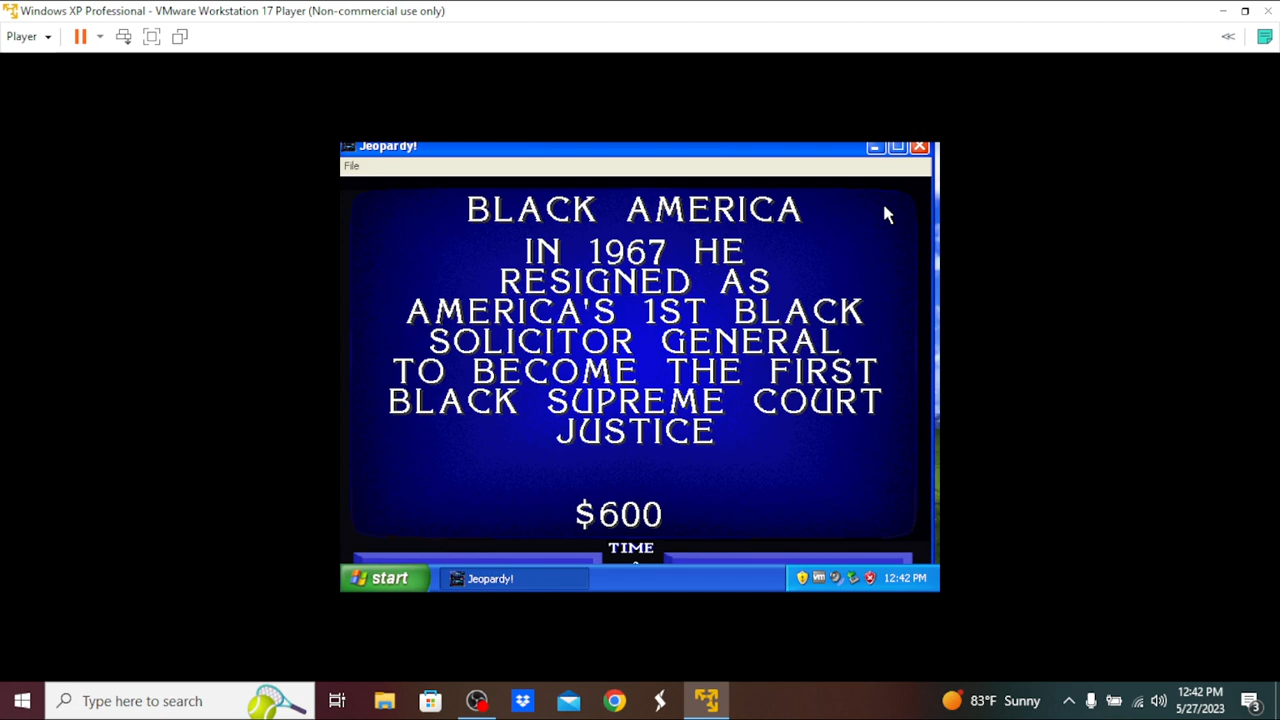 Windows XP Professional - VMware Workstation 17 Player (Non-commercial use only)
Player
Jeopardy!
File
BLACK AMERICA
IN 1967 HE
RESIGNED AS
AMERICA'S 1ST BLACK
SOLICITOR GENERAL
TO BECOME THE FIRST
BLACK SUPREME COURT
JUSTICE
$600
TIME
start
Jeopardy!
vm
12:42 PM
Type here to search
83°F Sunny
12:42 PM
5/27/2023
3